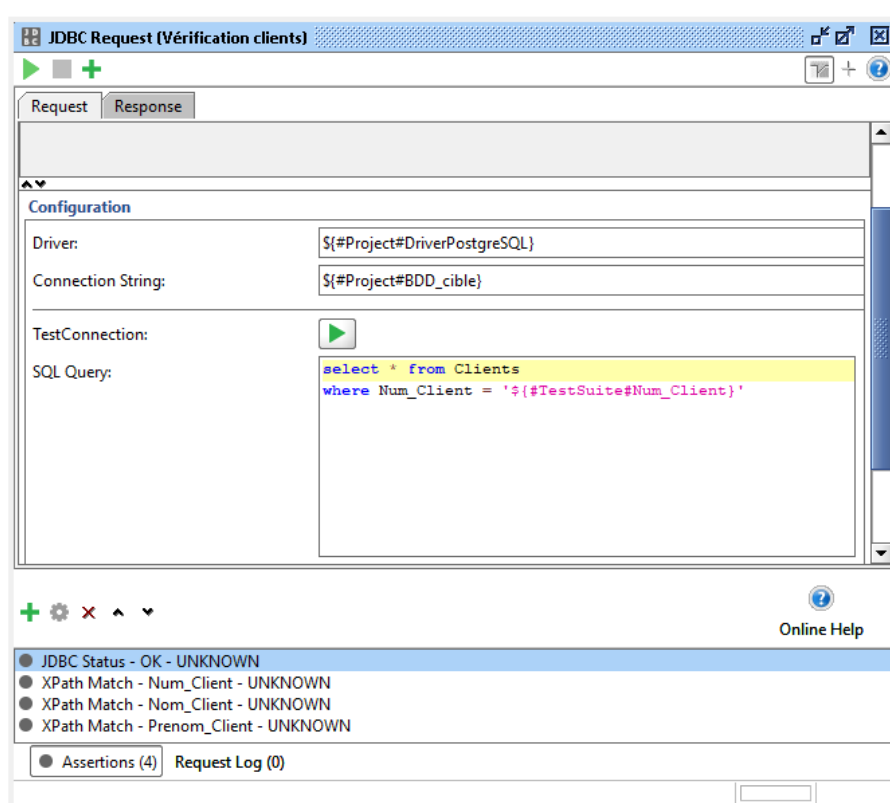 JDBC Request (Vérification clients)
Request Response
Configuration
Driver: ${#Project#DriverPostgreSQL}
Connection String: ${#Project#BDD_cible}
TestConnection:
SQL Query: select * from Clients
where Num_Client = '${#TestSuite#Num_Client}'
Online Help
JDBC Status - OK - UNKNOWN
XPath Match - Num_Client - UNKNOWN
XPath Match - Nom_Client - UNKNOWN
XPath Match - Prenom_Client - UNKNOWN
Assertions (4) Request Log (0)